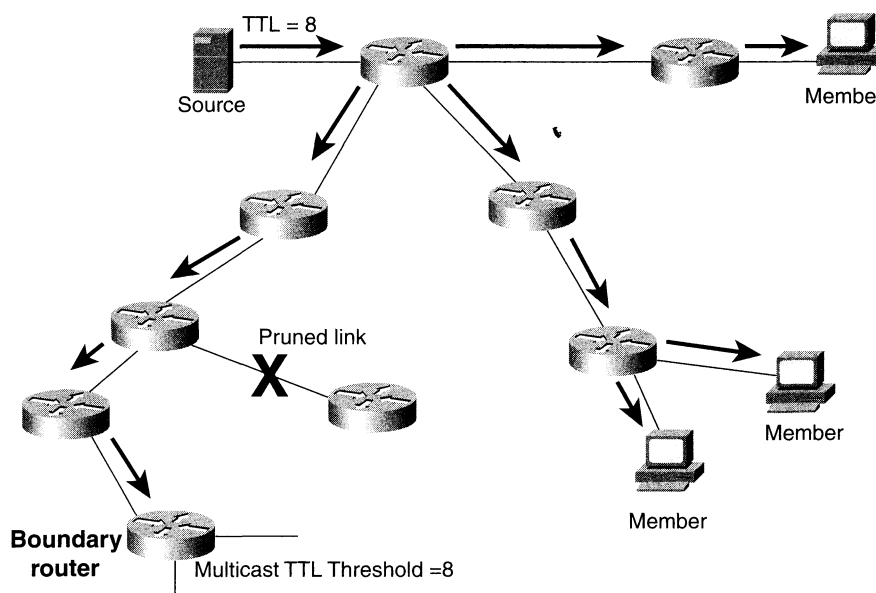 TTL = 8
Source
Membe
Pruned link
Member
Member
Boundary
router
Multicast TTL Threshold =8